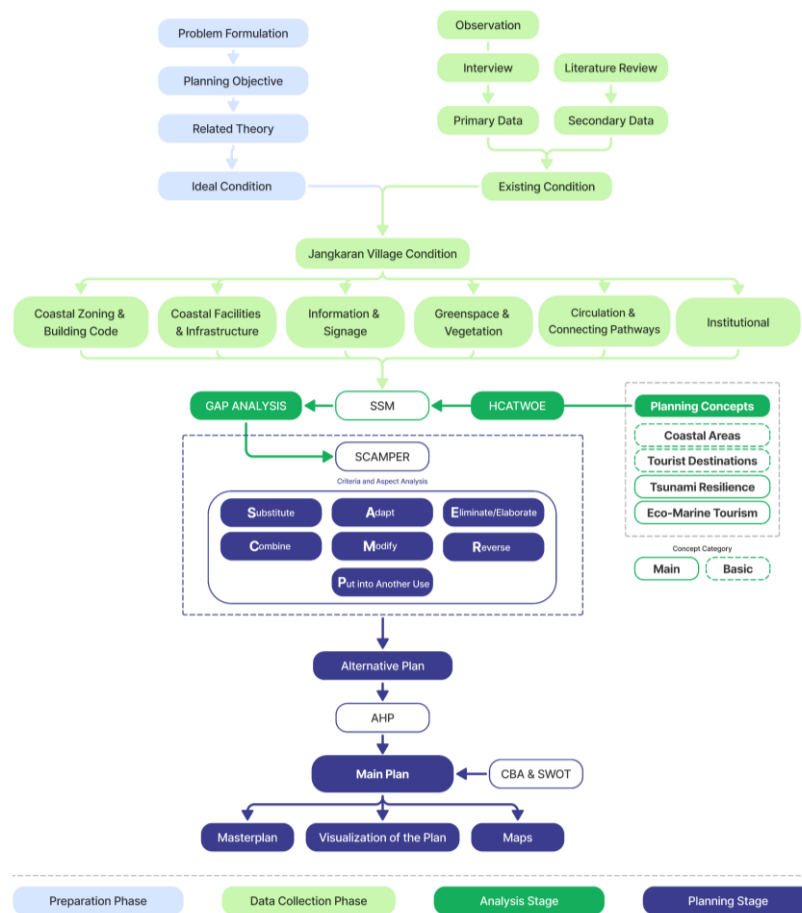 Problem Formulation
Observation
Planning Objective
Interview
Literature Review
Related Theory
Primary Data
Secondary Data
Ideal Condition
Existing Condition
Jangkaran Village Condition
Coastal Zoning &
Building Code
Coastal Facilities
& Infrastructure
Information &
Signage
Greenspace &
Vegetation
Circulation &
Connecting Pathways
Institutional
GAP ANALYSIS
SSM
HCATWOE
Planning Concepts
Coastal Areas
Tourist Destinations
Tsunami Resilience
Eco-Marine Tourism
Concept Category
Main
Basic
SCAMPER
Criteria and Aspect Analysis
Substitute
Adapt
Eliminate/Elaborate
Combine
Modify
Reverse
Put into Another Use
Alternative Plan
AHP
Main Plan
CBA & SWOT
Masterplan
Visualization of the Plan
Maps
Preparation Phase
Data Collection Phase
Analysis Stage
Planning Stage